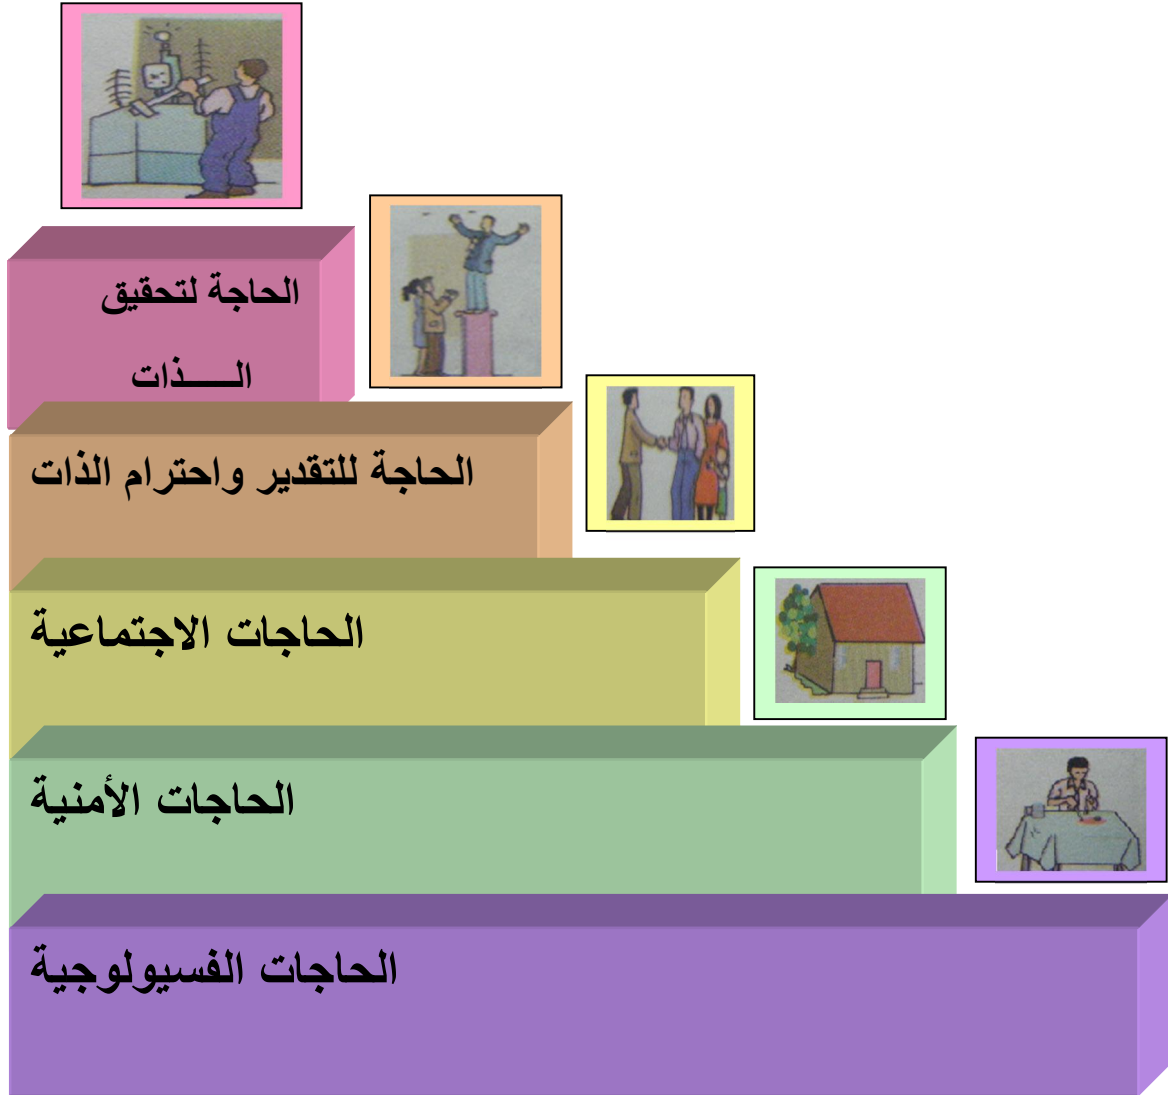 الحاجة لتحقيق
الـــــذات
الحاجة للتقدير واحترام الذات
الحاجات الاجتماعية
الحاجات الأمنية
الحاجات الفسيولوجية